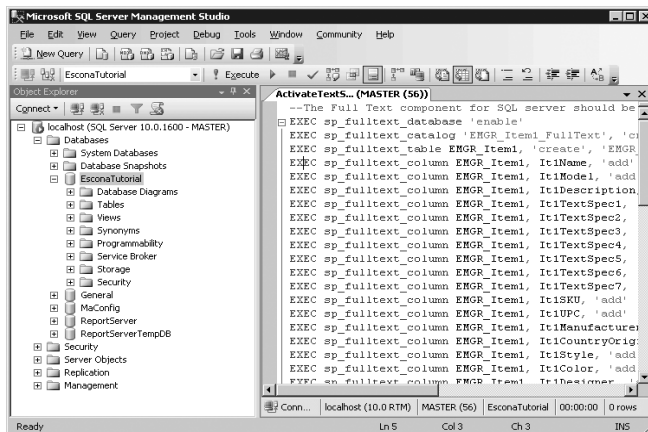 Microsoft SQL Server Management Studio
File Edit View Query Project Debug Tools Window Community Help
New Query
EsconaTutorial Execute
Object Explorer
Connect
localhost (SQL Server 10.0.1600 - MASTER)
Databases
System Databases
Database Snapshots
EsconaTutorial
Database Diagrams
Tables
Views
Synonyms
Programmability
Service Broker
Storage
Security
General
MaConfig
ReportServer
ReportServerTempDB
Security
Server Objects
Replication
Management
ActivateTextS... (MASTER (56))
--The Full Text component for SQL server should be
EXEC sp_fulltext_database 'enable'
EXEC sp_fulltext_catalog 'EMGR_Item1_FullText', 'cr
EXEC sp_fulltext_table EMGR_Item1, 'create', 'EMGR
EXEC sp_fulltext_column EMGR_Item1, It1Name, 'add'
EXEC sp_fulltext_column EMGR_Item1, It1Model, 'add
EXEC sp_fulltext_column EMGR_Item1, It1Description,
EXEC sp_fulltext_column EMGR_Item1, It1TextSpec1,
EXEC sp_fulltext_column EMGR_Item1, It1TextSpec2,
EXEC sp_fulltext_column EMGR_Item1, It1TextSpec3,
EXEC sp_fulltext_column EMGR_Item1, It1TextSpec4,
EXEC sp_fulltext_column EMGR_Item1, It1TextSpec5,
EXEC sp_fulltext_column EMGR_Item1, It1TextSpec6,
EXEC sp_fulltext_column EMGR_Item1, It1TextSpec7,
EXEC sp_fulltext_column EMGR_Item1, It1SKU, 'add'
EXEC sp_fulltext_column EMGR_Item1, It1UPC, 'add'
EXEC sp_fulltext_column EMGR_Item1, It1Manufacturer
EXEC sp_fulltext_column EMGR_Item1, It1CountryOrigi
EXEC sp_fulltext_column EMGR_Item1, It1Style, 'add
EXEC sp_fulltext_column EMGR_Item1, It1Color, 'add
EXEC sp_fulltext_column EMGR_Item1, It1Designer
Conn... localhost (10.0 RTM) MASTER (56) EsconaTutorial 00:00:00 0 rows
Ready Ln 5 Col 3 Ch 3 INS